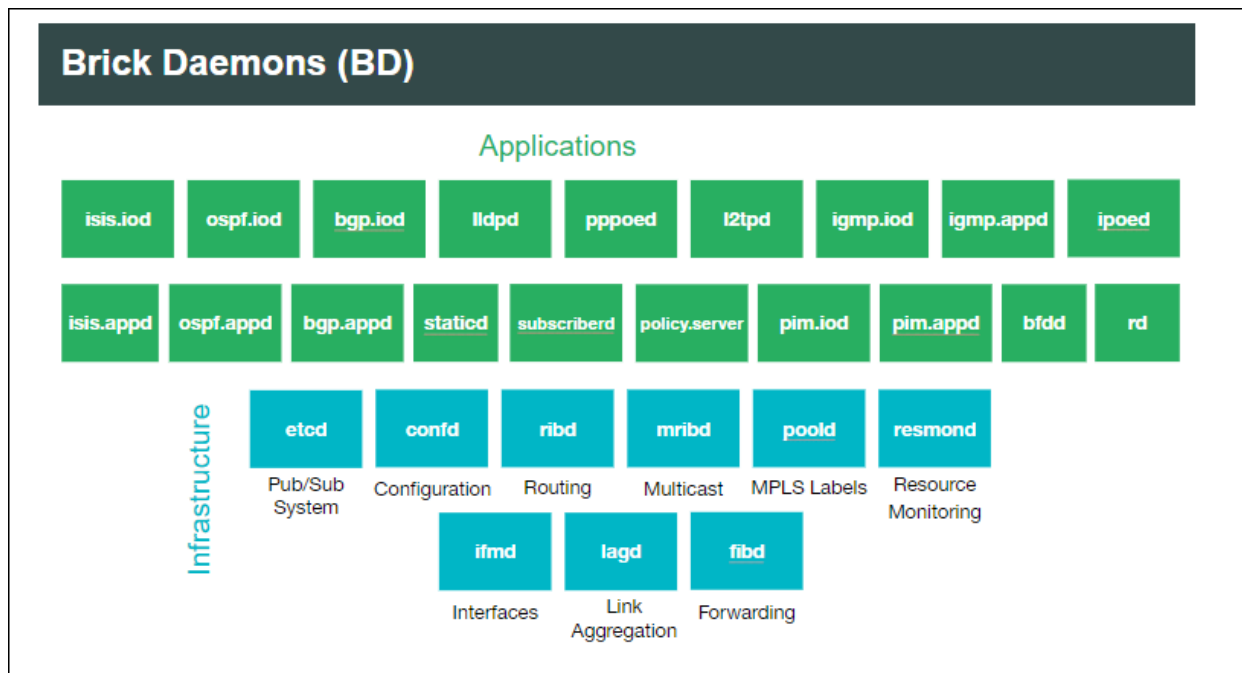 Brick Daemons (BD)
Applications
isis.iod ospf.iod bgp.iod lldpd pppoed l2tpd igmp.iod igmp.appd ipoed
isis.appd ospf.appd bgp.appd staticd subscriberd policy.server pim.iod pim.appd bfdd rd
Infrastructure
etcd confd ribd mribd poold resmond
Pub/Sub Configuration Routing Multicast MPLS Labels Resource
System Monitoring
ifmd lagd fibd
Interfaces Link Forwarding
Aggregation